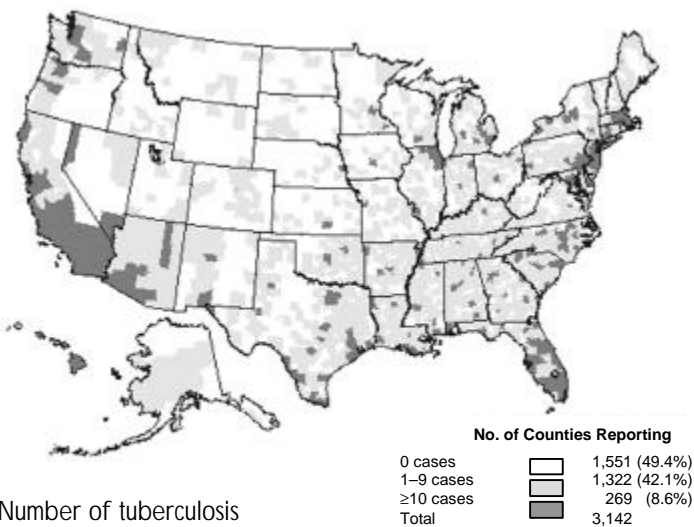 No. of Counties Reporting
0 cases 1,551 (49.4%)
1–9 cases 1,322 (42.1%)
≥10 cases 269 (8.6%)
Total 3,142
Number of tuberculosis